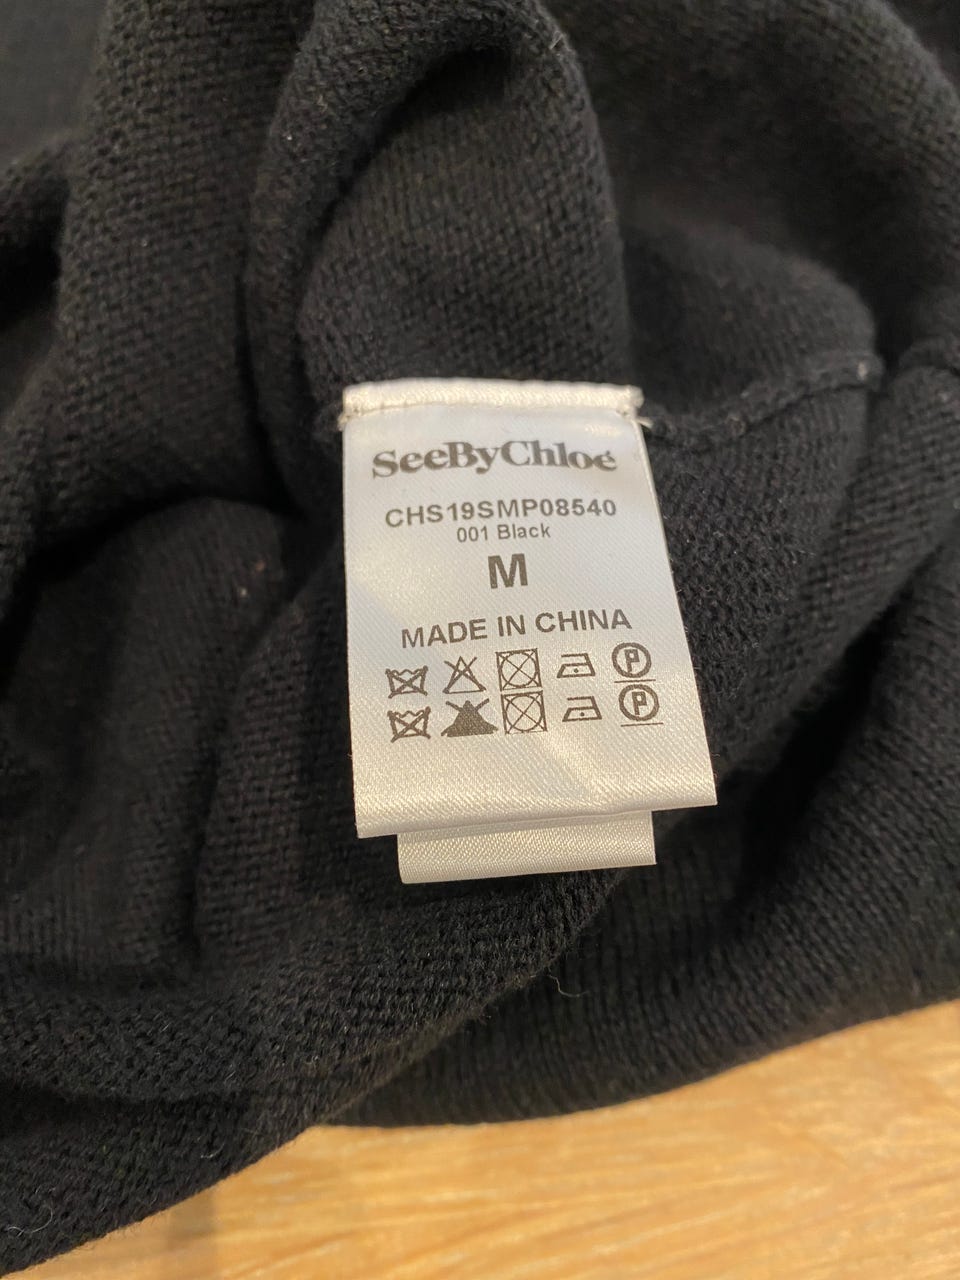 SeeByChloé
CHS19SMP08540
001 Black
M
MADE IN CHINA
P
P